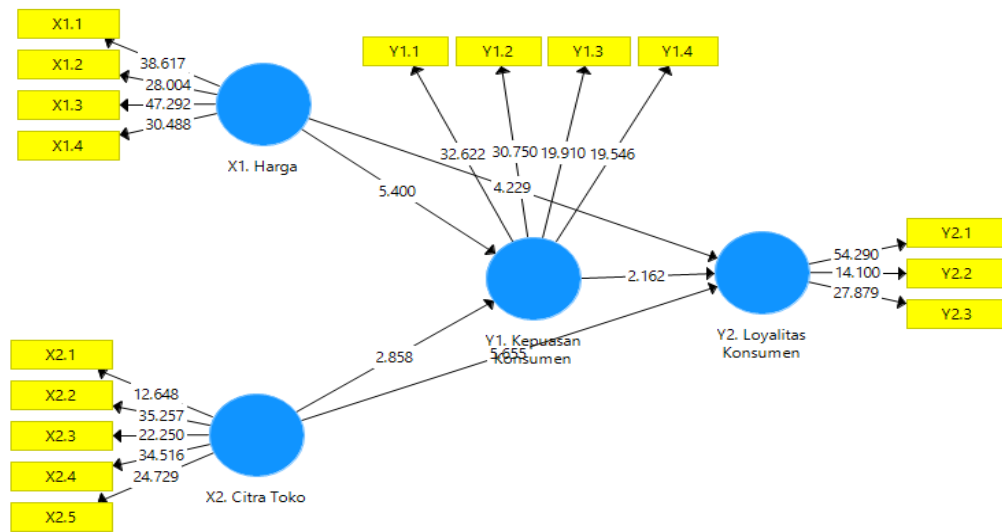 X1.1
X1.2
X1.3
X1.4
38.617
28.004
47.292
30.488
X1. Harga
Y1.1
Y1.2
Y1.3
Y1.4
32.622
30.750
19.910
19.546
5.400
4.229
2.162
Y1. Kepuasan
Konsumen
2.858
5.655
Y2. Loyalitas
Konsumen
54.290
14.100
27.879
Y2.1
Y2.2
Y2.3
X2.1
X2.2
X2.3
X2.4
X2.5
12.648
35.257
22.250
34.516
24.729
X2. Citra Toko